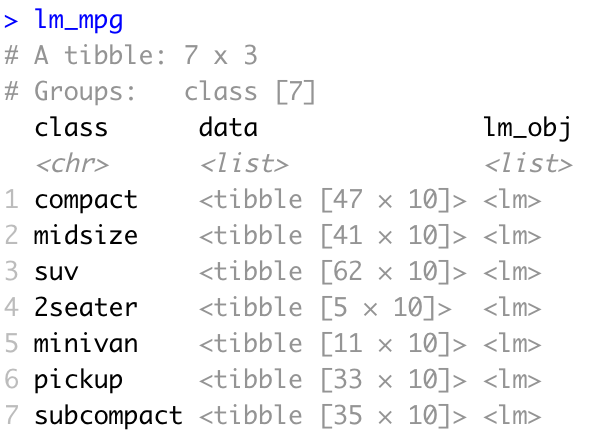 > lm_mpg
# A tibble: 7 x 3
# Groups:   class [7]
  class      data               lm_obj
  <chr>      <list>             <list>
1 compact    <tibble [47 × 10]> <lm>
2 midsize    <tibble [41 × 10]> <lm>
3 suv        <tibble [62 × 10]> <lm>
4 2seater    <tibble [5 × 10]>  <lm>
5 minivan    <tibble [11 × 10]> <lm>
6 pickup     <tibble [33 × 10]> <lm>
7 subcompact <tibble [35 × 10]> <lm>